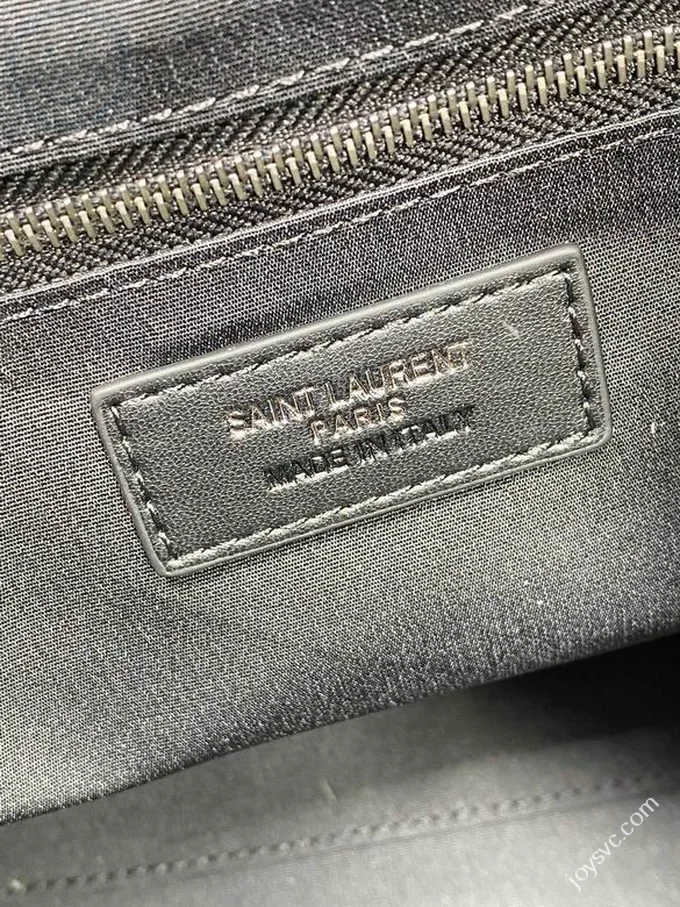 SAINT LAURENT
PARIS
MADE IN ITALY
joysvc.com